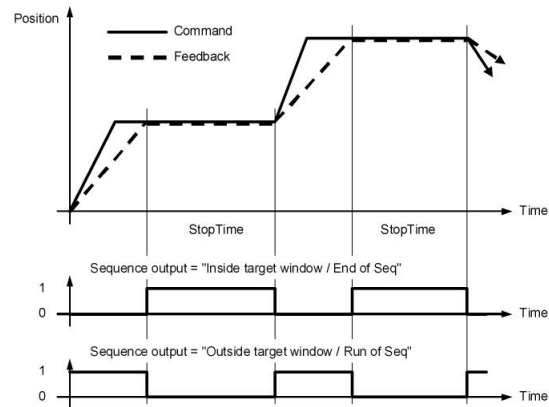 Position
Command
Feedback
Time
StopTime
StopTime
Sequence output = "Inside target window / End of Seq"
1
0
Time
Sequence output = "Outside target window / Run of Seq"
1
0
Time